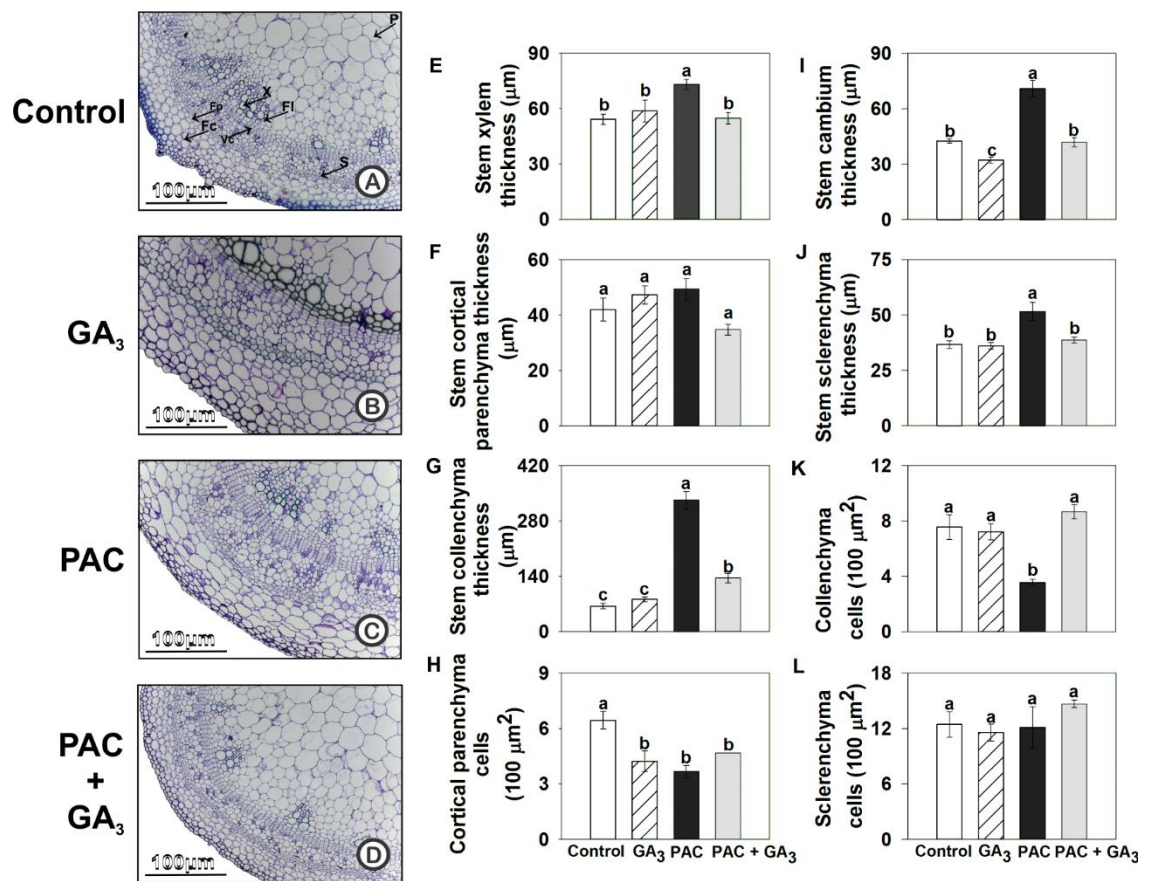 Control
P
X
Fp
Fl
Fc
Vc
S
100μm
A
GA₃
100μm
B
PAC
100μm
C
PAC
+
GA₃
100μm
D
E
Stem xylem
thickness (μm)
90
60
30
0
b
b
a
b
F
Stem cortical
parenchyma thickness
(μm)
60
40
20
0
a
a
a
a
G
Stem collenchyma
thickness
(μm)
420
280
140
0
c
c
a
b
H
Cortical parenchyma
cells
(100 μm²)
9
6
3
0
a
b
b
b
Control GA₃ PAC PAC + GA₃
I
Stem cambium
thickness (μm)
90
60
30
0
b
c
a
b
J
Stem sclerenchyma
thickness (μm)
75
50
25
0
b
b
a
b
K
Collenchyma
cells (100 μm²)
12
8
4
0
a
a
b
a
L
Sclerenchyma
cells (100 μm²)
18
12
6
0
a
a
a
a
Control GA₃ PAC PAC + GA₃